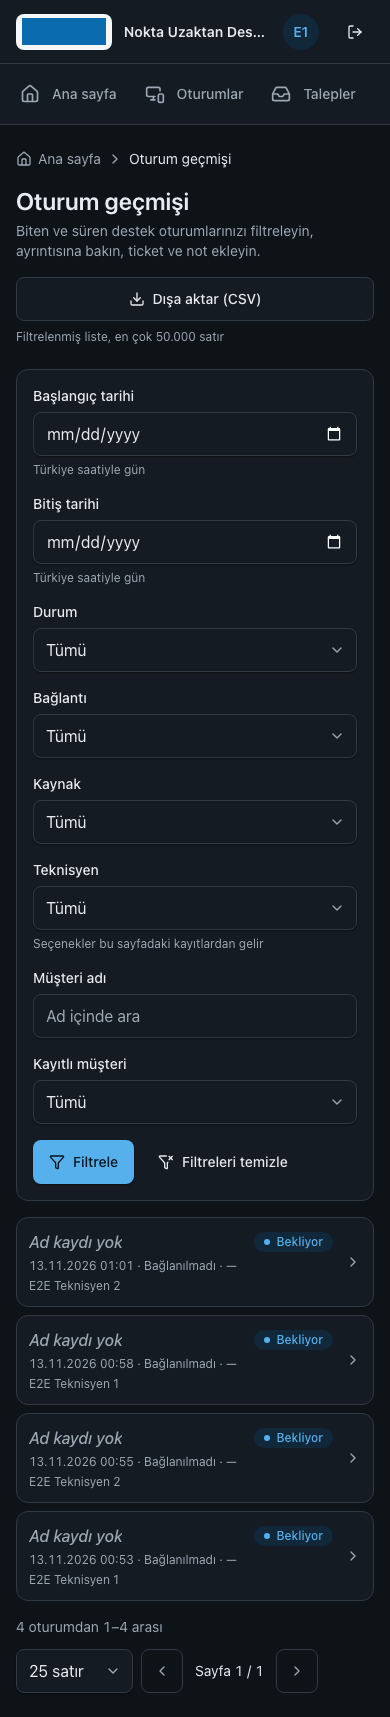 Nokta Uzaktan Des...
E1
Ana sayfa
Oturumlar
Talepler
Ana sayfa > Oturum geçmişi
Oturum geçmişi
Biten ve süren destek oturumlarınızı filtreleyin,
ayrıntısına bakın, ticket ve not ekleyin.
Dışa aktar (CSV)
Filtrelenmiş liste, en çok 50.000 satır
Başlangıç tarihi
mm/dd/yyyy
Türkiye saatiyle gün
Bitiş tarihi
mm/dd/yyyy
Türkiye saatiyle gün
Durum
Tümü
Bağlantı
Tümü
Kaynak
Tümü
Teknisyen
Tümü
Seçenekler bu sayfadaki kayıtlardan gelir
Müşteri adı
Ad içinde ara
Kayıtlı müşteri
Tümü
Filtrele
Filtreleri temizle
Ad kaydı yok
Bekliyor
13.11.2026 01:01 · Bağlanılmadı · —
E2E Teknisyen 2
Ad kaydı yok
Bekliyor
13.11.2026 00:58 · Bağlanılmadı · —
E2E Teknisyen 1
Ad kaydı yok
Bekliyor
13.11.2026 00:55 · Bağlanılmadı · —
E2E Teknisyen 2
Ad kaydı yok
Bekliyor
13.11.2026 00:53 · Bağlanılmadı · —
E2E Teknisyen 1
4 oturumdan 1–4 arası
25 satır
Sayfa 1 / 1